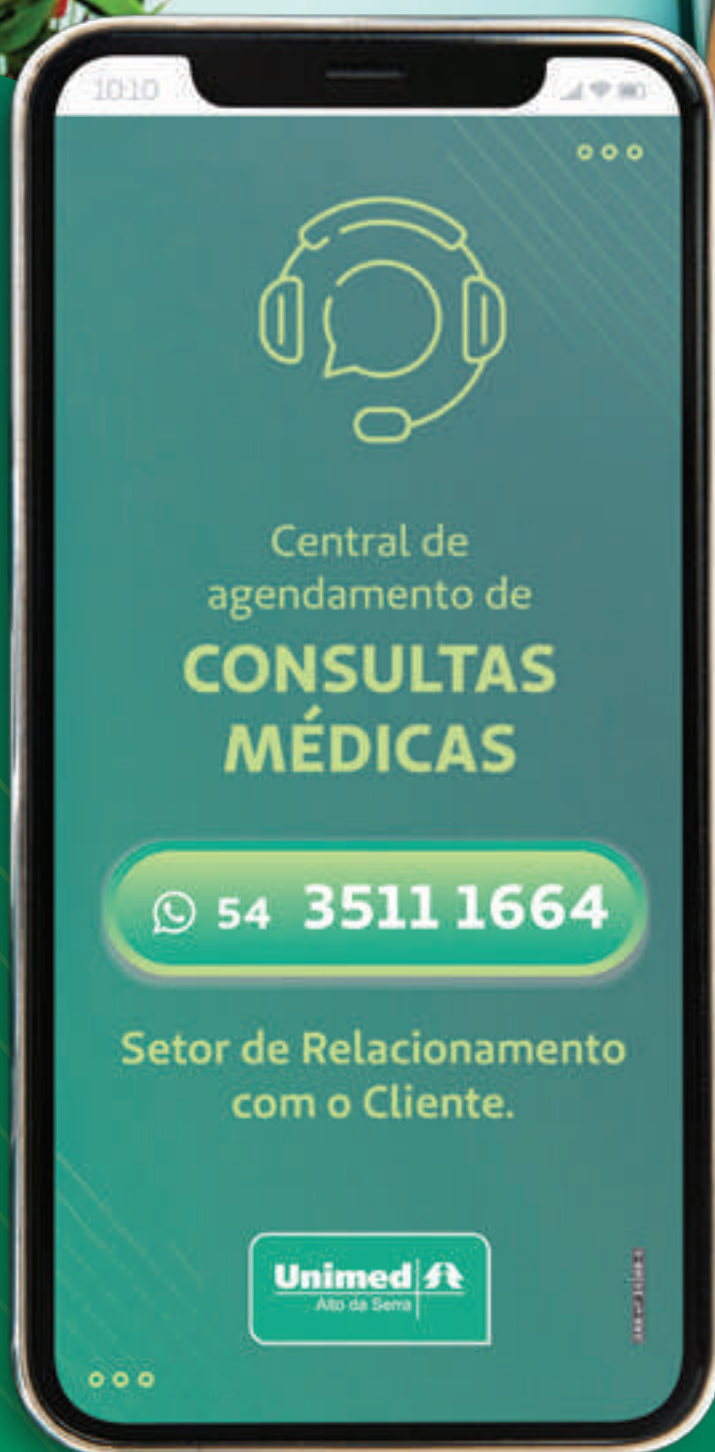 10:10
Central de
agendamento de
CONSULTAS
MÉDICAS
54 3511 1664
Setor de Relacionamento
com o Cliente.
Unimed
Alto da Serra